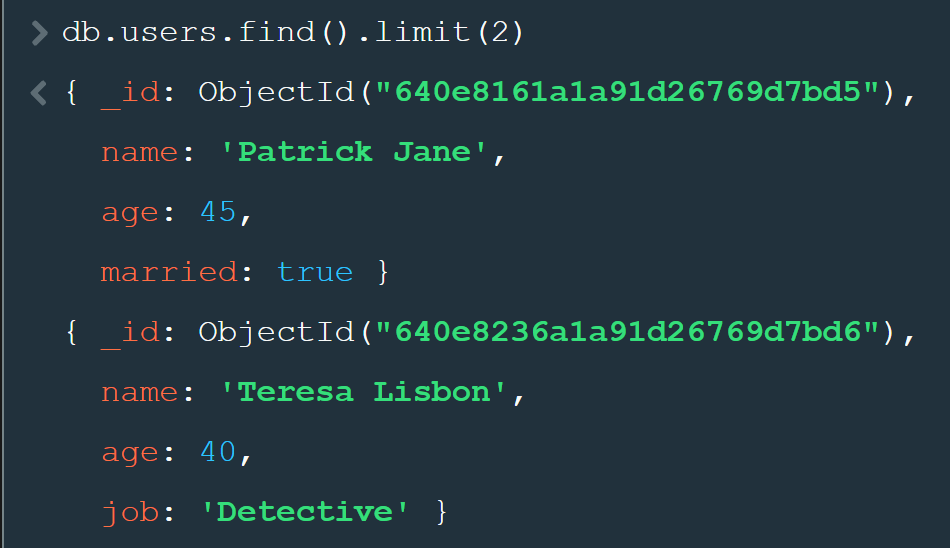 > db.users.find().limit(2)
< { _id: ObjectId("640e8161a1a91d26769d7bd5"),
name: 'Patrick Jane',
age: 45,
married: true }
{ _id: ObjectId("640e8236a1a91d26769d7bd6"),
name: 'Teresa Lisbon',
age: 40,
job: 'Detective' }